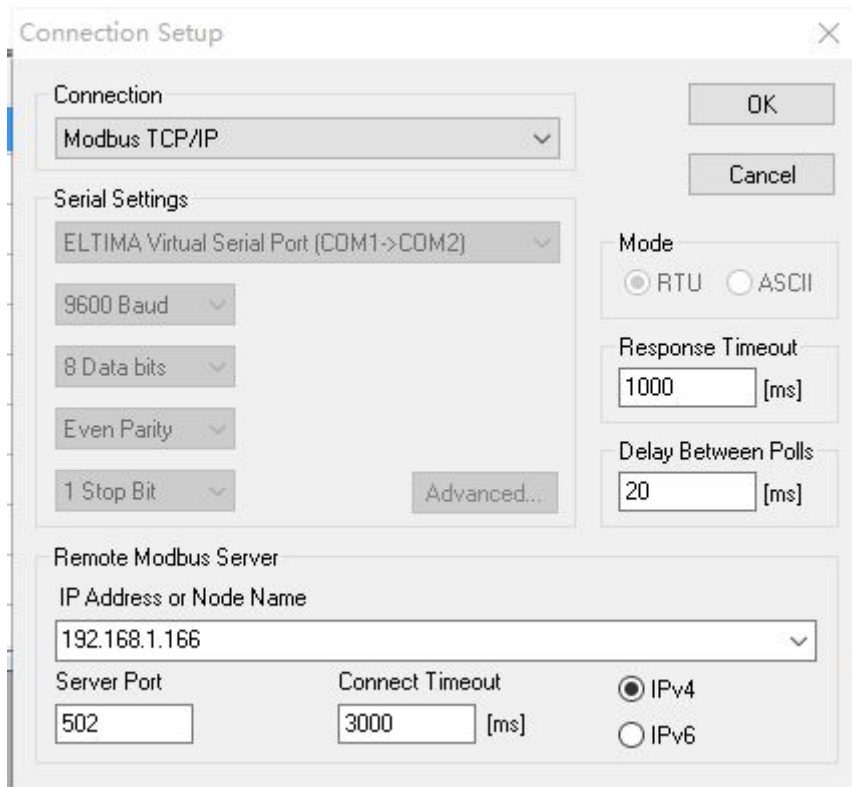 Connection Setup
Connection
OK
Modbus TCP/IP
Cancel
Serial Settings
ELTIMA Virtual Serial Port (COM1->COM2)
Mode
RTU ASCII
9600 Baud
Response Timeout
8 Data bits
1000 [ms]
Even Parity
Delay Between Polls
1 Stop Bit
Advanced...
20 [ms]
Remote Modbus Server
IP Address or Node Name
192.168.1.166
Server Port Connect Timeout
IPv4
502 3000 [ms]
IPv6